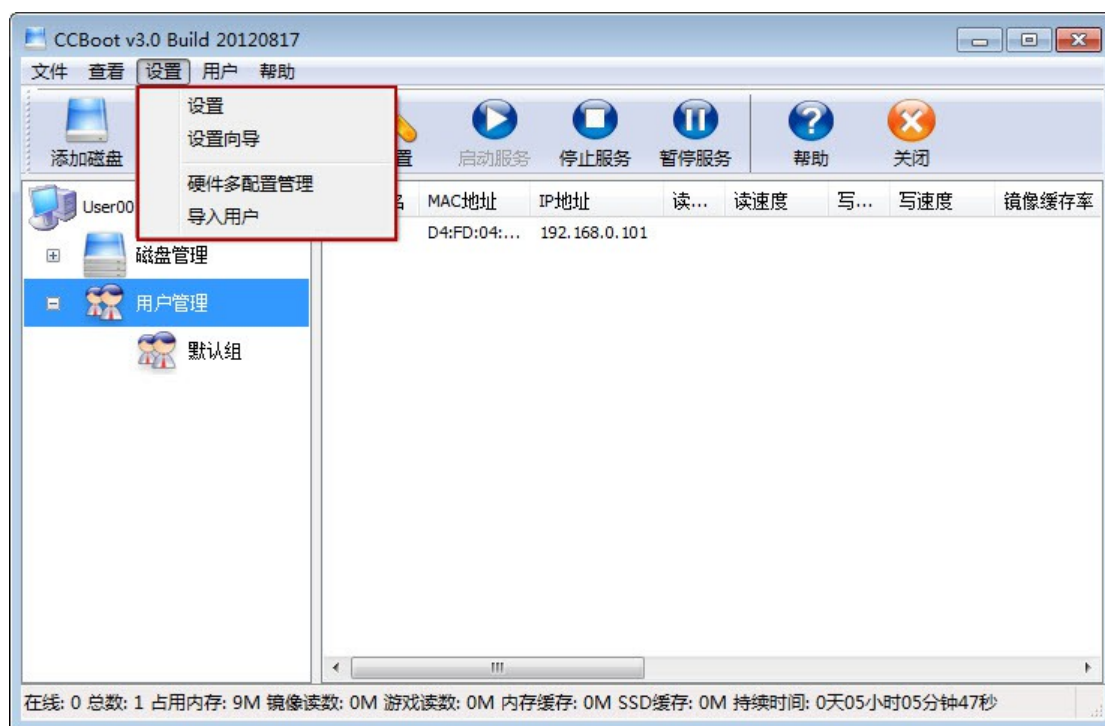 CCBoot v3.0 Build 20120817
文件 查看 设置 用户 帮助
设置
设置向导
硬件多配置管理
导入用户
添加磁盘 置 启动服务 停止服务 暂停服务 帮助 关闭
User00
磁盘管理
用户管理
默认组
名 MAC地址 IP地址 读... 读速度 写... 写速度 镜像缓存率
D4:FD:04:... 192.168.0.101
在线: 0 总数: 1 占用内存: 9M 镜像读数: 0M 游戏读数: 0M 内存缓存: 0M SSD缓存: 0M 持续时间: 0天05小时05分钟47秒